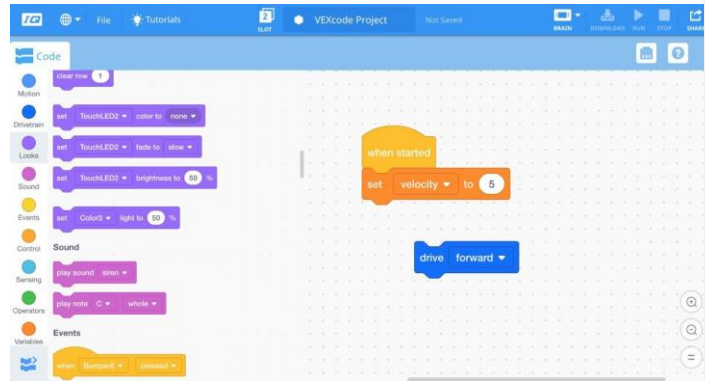 IQ File Tutorials 2 SLOT VEXcode Project Not Saved BRAIN DOWNLOAD RUN STOP SHARE
Code
Motion
Drivetrain
Looks
Sound
Events
Control
Sensing
Operators
Variables
clear row 1
set TouchLED2 color to none
set TouchLED2 fade to slow
set TouchLED2 brightness to 50 %
set Color3 light to 50 %
Sound
play sound siren
play note C whole
Events
when Bumper8 pressed
when started
set velocity to 5
drive forward